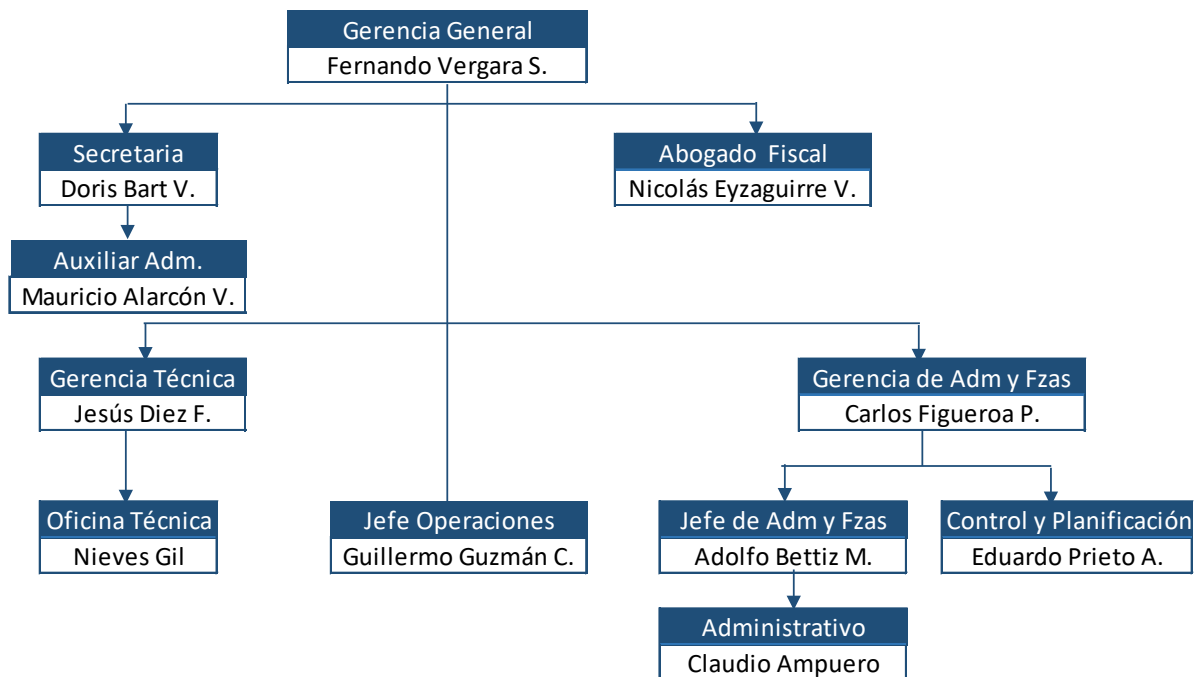 Gerencia General
Fernando Vergara S.
Secretaria
Doris Bart V.
Abogado Fiscal
Nicolás Eyzaguirre V.
Auxiliar Adm.
Mauricio Alarcón V.
Gerencia Técnica
Jesús Diez F.
Gerencia de Adm y Fzas
Carlos Figueroa P.
Oficina Técnica
Nieves Gil
Jefe Operaciones
Guillermo Guzmán C.
Jefe de Adm y Fzas
Adolfo Bettiz M.
Control y Planificación
Eduardo Prieto A.
Administrativo
Claudio Ampuero